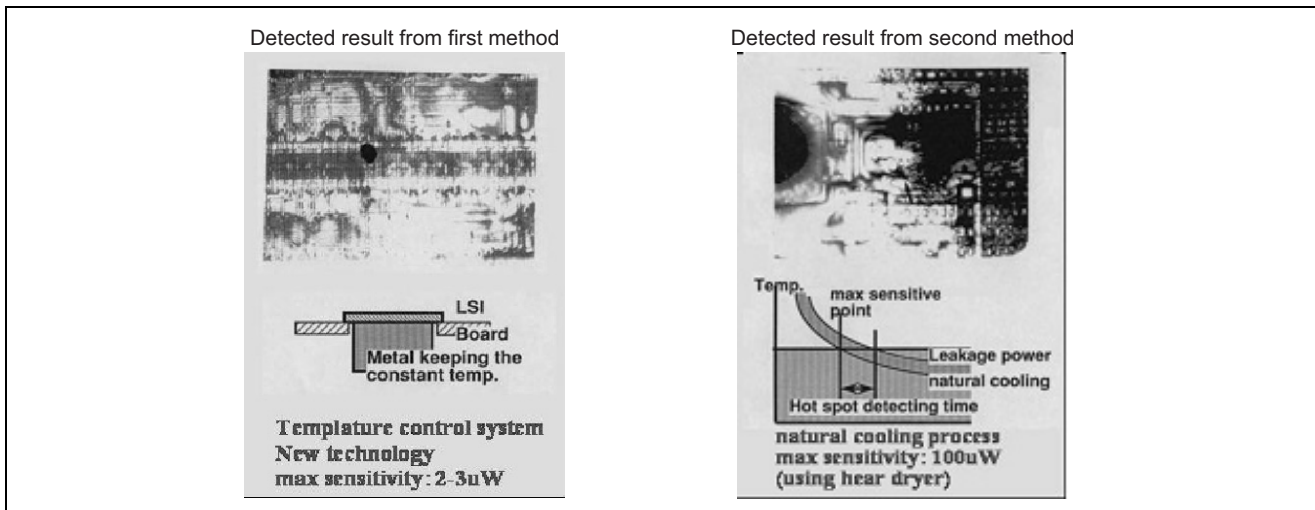 Detected result from first method
LSI
Board
Metal keeping the
constant temp.
Templature control system
New technology
max sensitivity: 2-3uW
Detected result from second method
Temp.
max sensitive
point
Leakage power
natural cooling
Hot spot detecting time
natural cooling process
max sensitivity: 100uW
(using hear dryer)